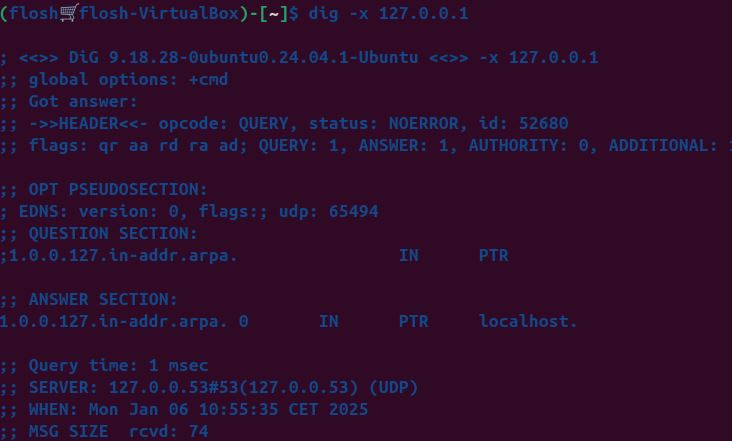 (flosh🛒flosh-VirtualBox)-[~]$ dig -x 127.0.0.1
; <<>> DiG 9.18.28-0ubuntu0.24.04.1-Ubuntu <<>> -x 127.0.0.1
;; global options: +cmd
;; Got answer:
;; ->>HEADER<<- opcode: QUERY, status: NOERROR, id: 52680
;; flags: qr aa rd ra ad; QUERY: 1, ANSWER: 1, AUTHORITY: 0, ADDITIONAL:
;; OPT PSEUDOSECTION:
; EDNS: version: 0, flags:; udp: 65494
;; QUESTION SECTION:
;1.0.0.127.in-addr.arpa. IN PTR
;; ANSWER SECTION:
1.0.0.127.in-addr.arpa. 0 IN PTR localhost.
;; Query time: 1 msec
;; SERVER: 127.0.0.53#53(127.0.0.53) (UDP)
;; WHEN: Mon Jan 06 10:55:35 CET 2025
;; MSG SIZE rcvd: 74